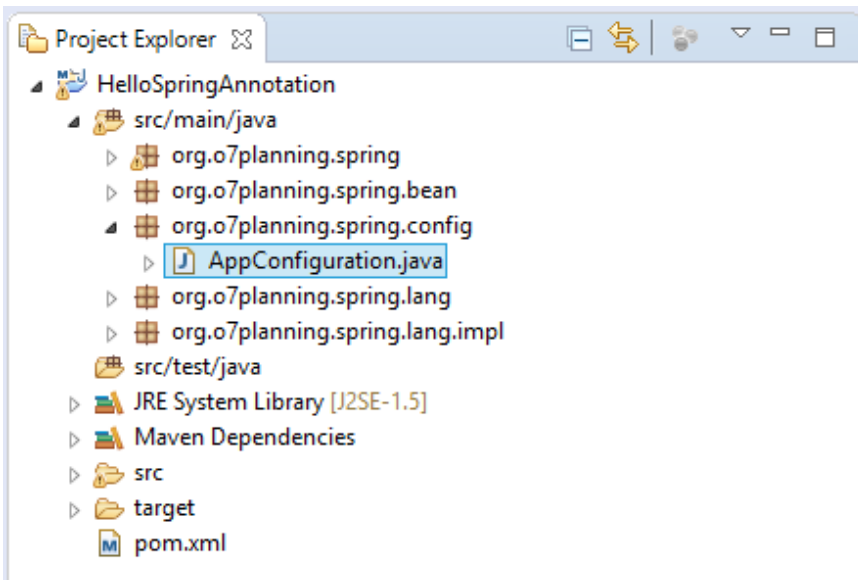 Project Explorer
HelloSpringAnnotation
src/main/java
org.o7planning.spring
org.o7planning.spring.bean
org.o7planning.spring.config
AppConfiguration.java
org.o7planning.spring.lang
org.o7planning.spring.lang.impl
src/test/java
JRE System Library [J2SE-1.5]
Maven Dependencies
src
target
pom.xml